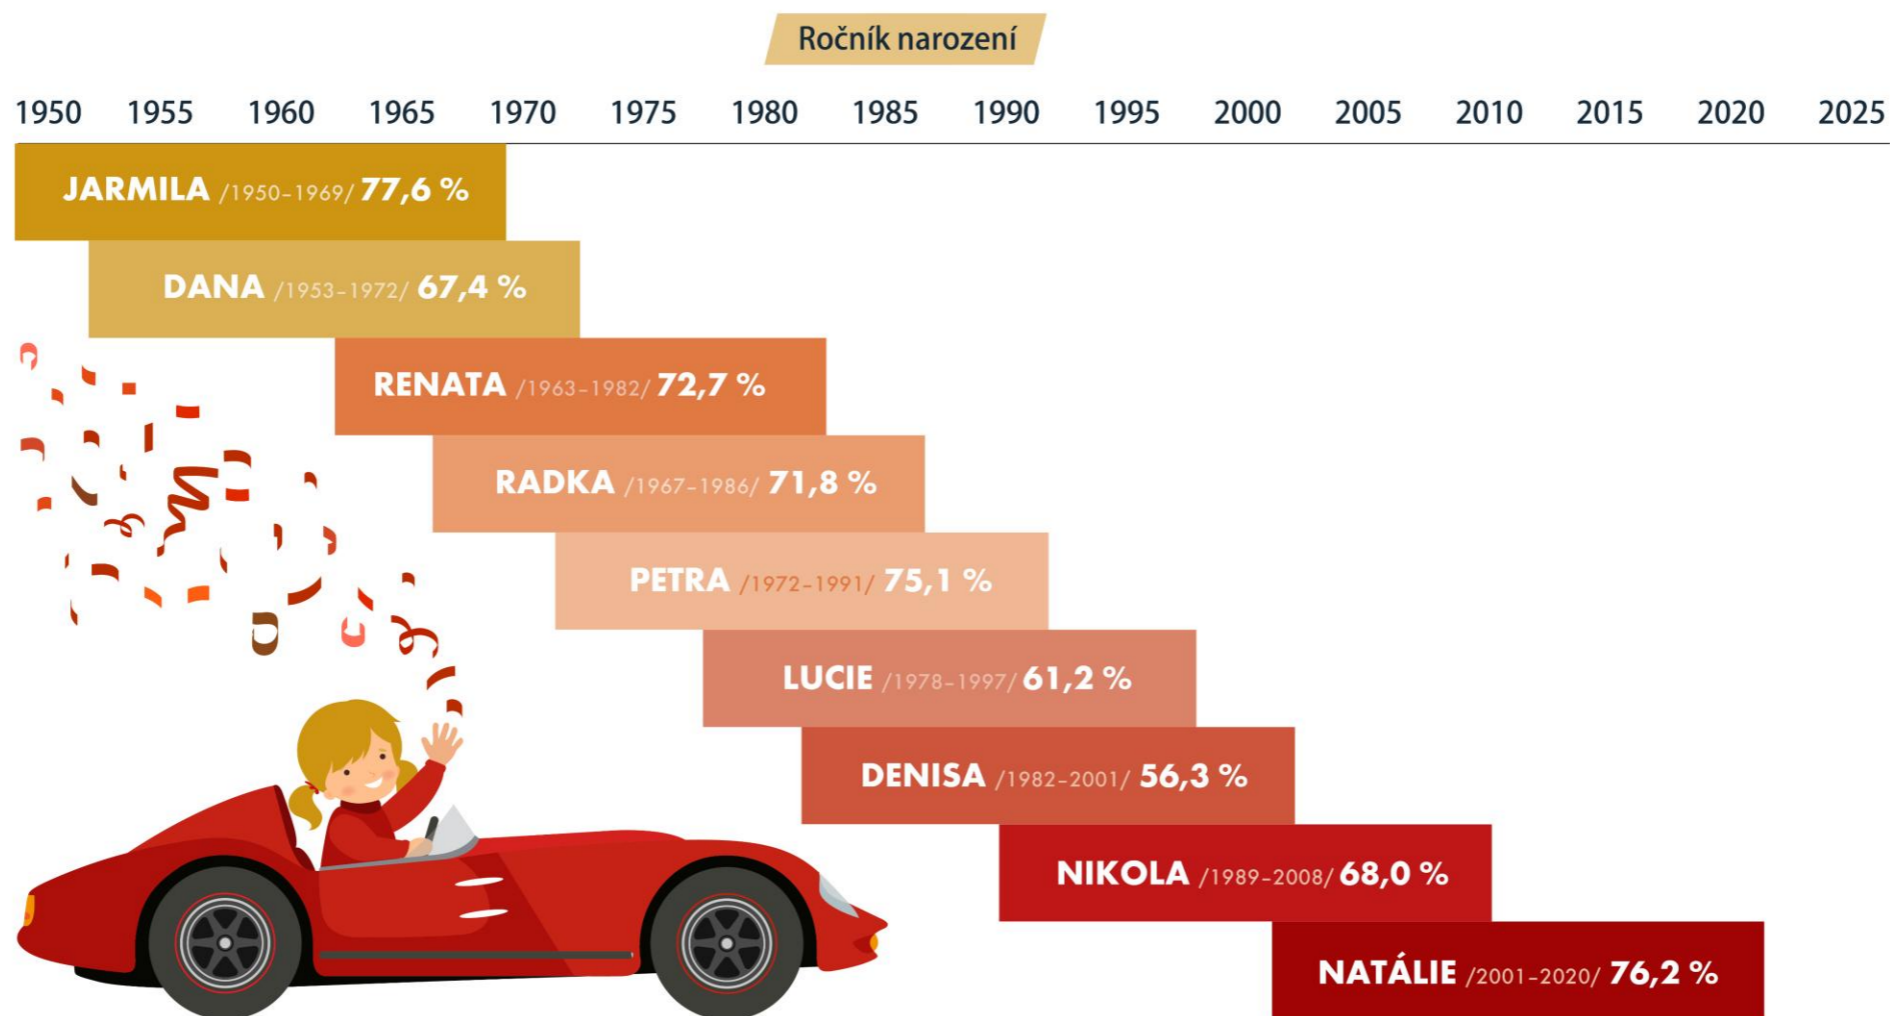 Ročník narození
1950 1955 1960 1965 1970 1975 1980 1985 1990 1995 2000 2005 2010 2015 2020 2025
JARMILA /1950–1969/ 77,6 %
DANA /1953–1972/ 67,4 %
RENATA /1963–1982/ 72,7 %
RADKA /1967–1986/ 71,8 %
PETRA /1972–1991/ 75,1 %
LUCIE /1978–1997/ 61,2 %
DENISA /1982–2001/ 56,3 %
NIKOLA /1989–2008/ 68,0 %
NATÁLIE /2001–2020/ 76,2 %